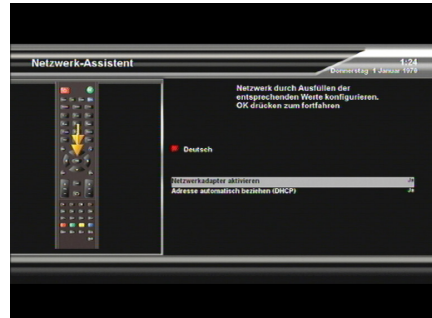 Netzwerk-Assistent
1:24
Donnerstag 1 Januar 1970
Netzwerk durch Ausfüllen der
entsprechenden Werte konfigurieren.
OK drücken zum fortfahren
Deutsch
Netzwerkadapter aktivieren Ja
Adresse automatisch beziehen (DHCP) Ja